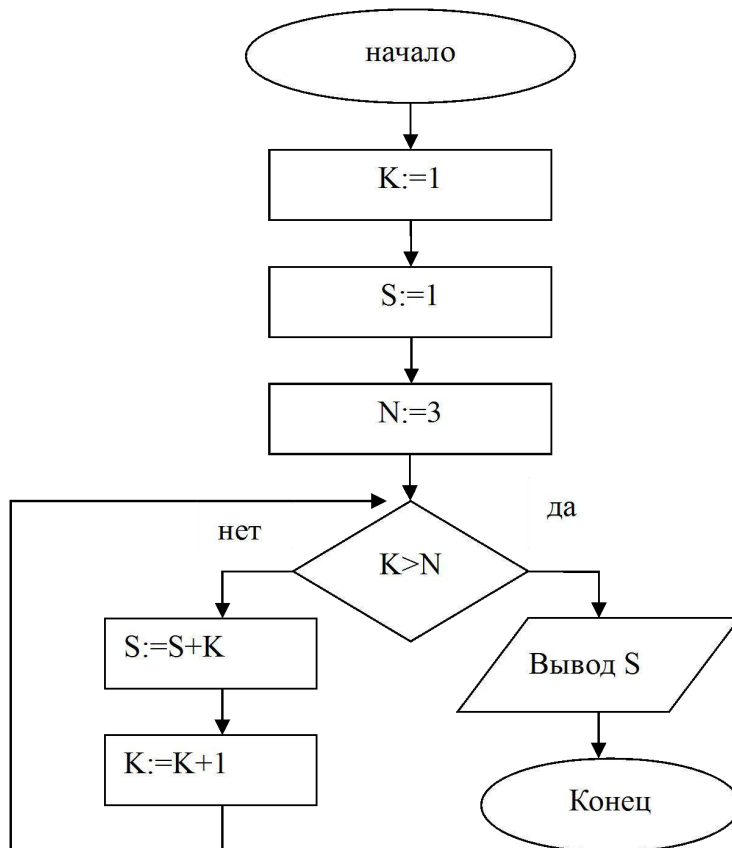 начало
K:=1
S:=1
N:=3
нет
да
K>N
S:=S+K
Вывод S
K:=K+1
Конец